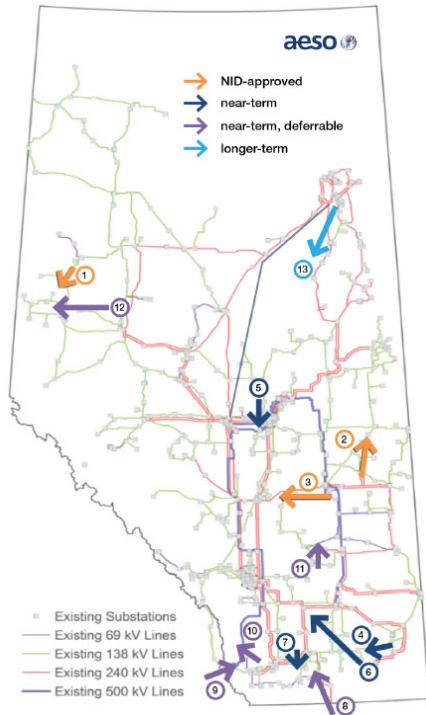 aeso
NID-approved
near-term
near-term, deferrable
longer-term
13
1
12
5
2
3
11
10
7
4
6
9
8
Existing Substations
Existing 69 kV Lines
Existing 138 kV Lines
Existing 240 kV Lines
Existing 500 kV Lines